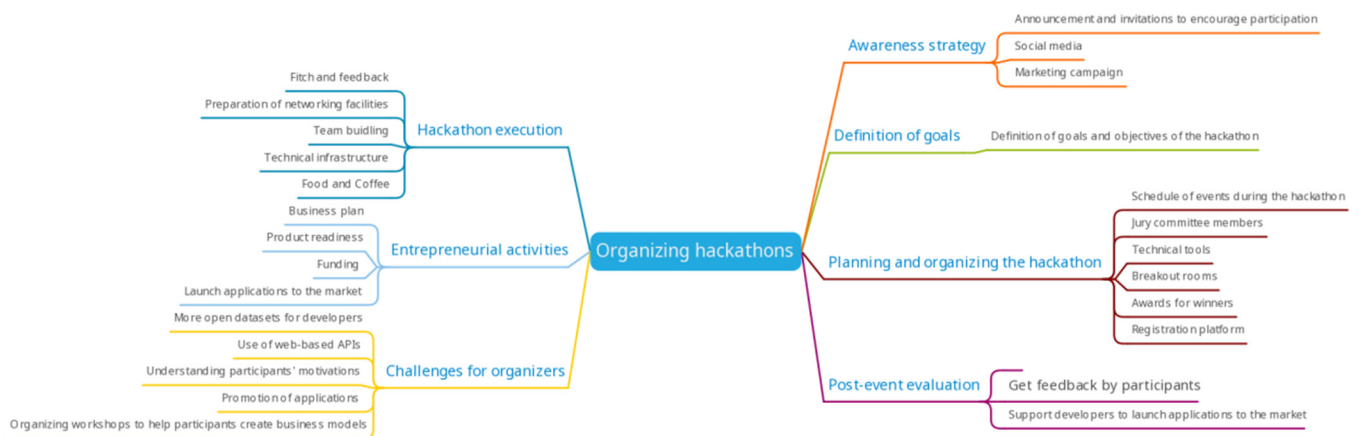 Organizing hackathons
Awareness strategy
Announcement and invitations to encourage participation
Social media
Marketing campaign
Definition of goals
Definition of goals and objectives of the hackathon
Planning and organizing the hackathon
Schedule of events during the hackathon
Jury committee members
Technical tools
Breakout rooms
Awards for winners
Registration platform
Post-event evaluation
Get feedback by participants
Support developers to launch applications to the market
Hackathon execution
Fitch and feedback
Preparation of networking facilities
Team buidling
Technical infrastructure
Food and Coffee
Entrepreneurial activities
Business plan
Product readiness
Funding
Launch applications to the market
Challenges for organizers
More open datasets for developers
Use of web-based APIs
Understanding participants' motivations
Promotion of applications
Organizing workshops to help participants create business models